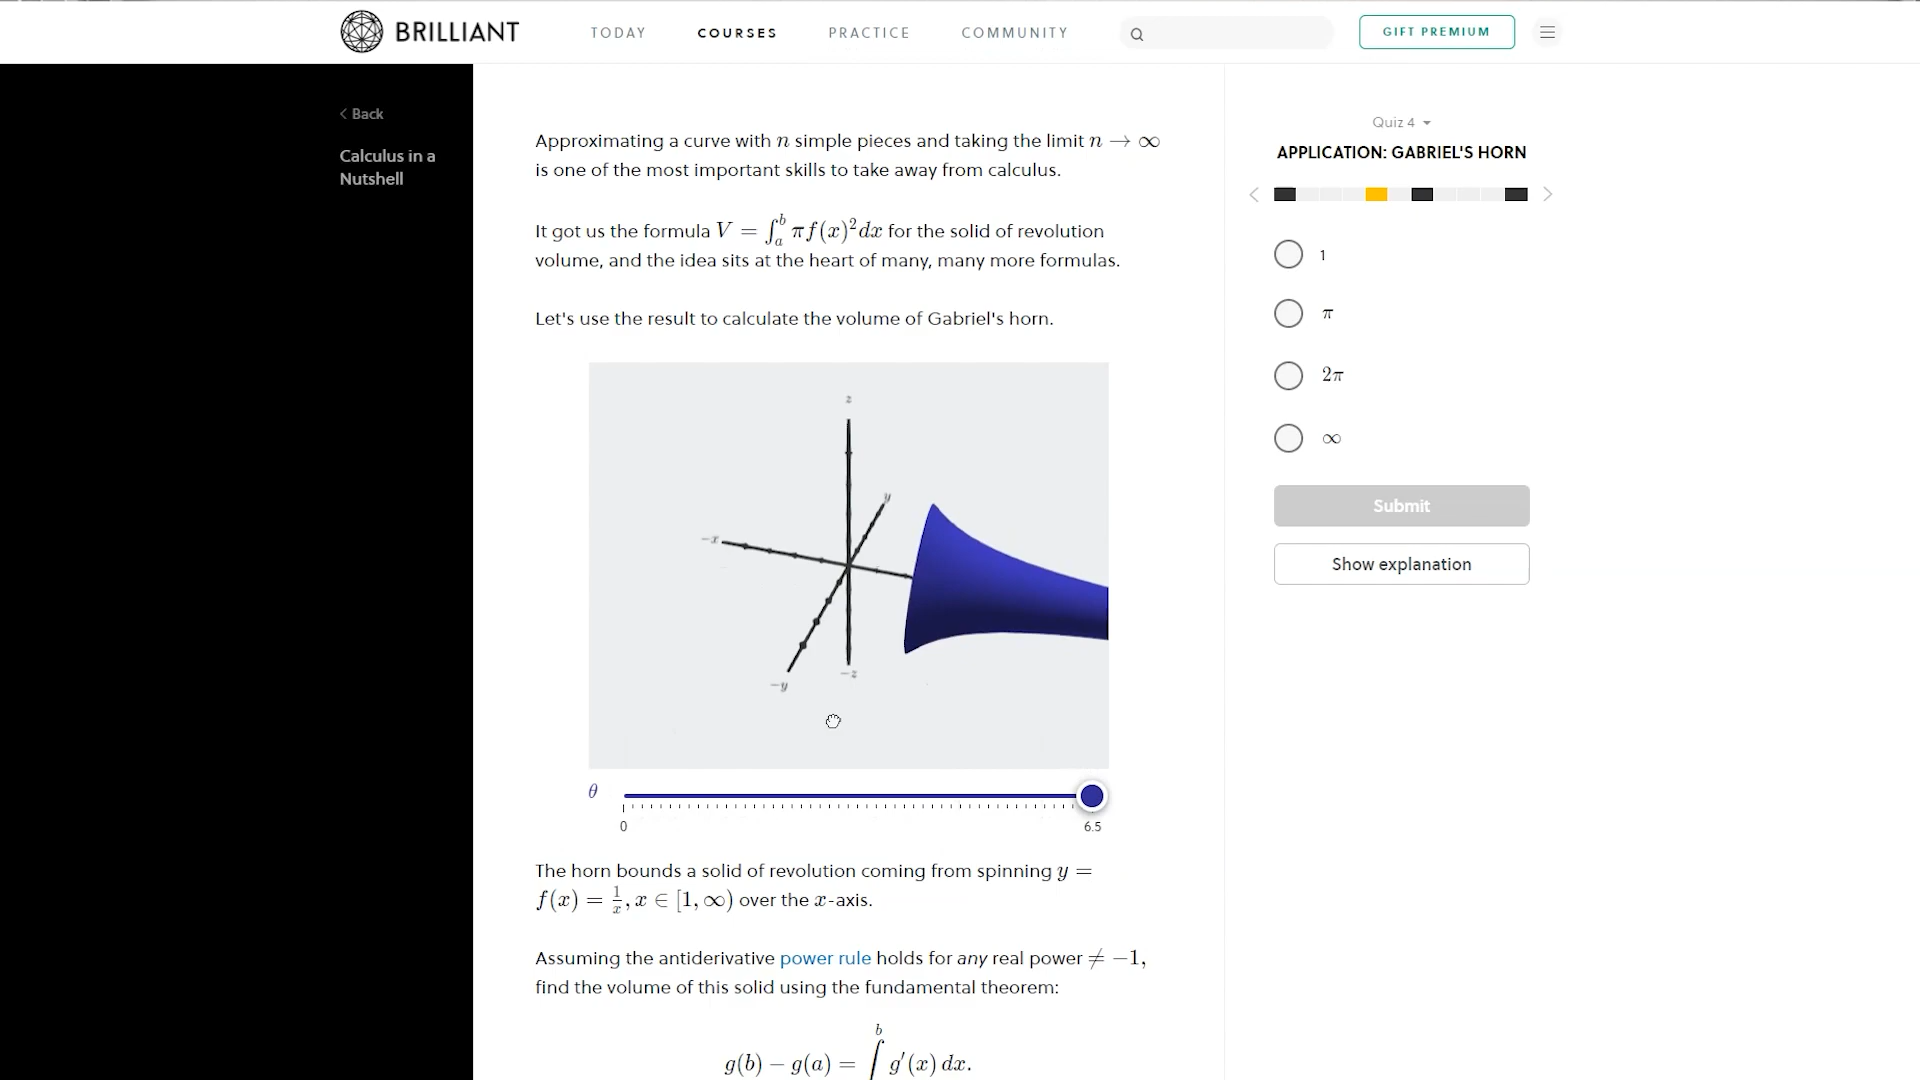 BRILLIANT
TODAY
COURSES
PRACTICE
COMMUNITY
GIFT PREMIUM
Back
Calculus in a
Nutshell
Approximating a curve with n simple pieces and taking the limit n → ∞
is one of the most important skills to take away from calculus.
It got us the formula V = ∫_a^b πf(x)²dx for the solid of revolution
volume, and the idea sits at the heart of many, many more formulas.
Let's use the result to calculate the volume of Gabriel's horn.
z
y
−x
−z
−y
θ
0
6.5
The horn bounds a solid of revolution coming from spinning y =
f(x) = 1/x, x ∈ [1, ∞) over the x-axis.
Assuming the antiderivative power rule holds for any real power ≠ −1,
find the volume of this solid using the fundamental theorem:
g(b) − g(a) = ∫^b g′(x) dx.
Quiz 4
APPLICATION: GABRIEL'S HORN
1
π
2π
∞
Submit
Show explanation